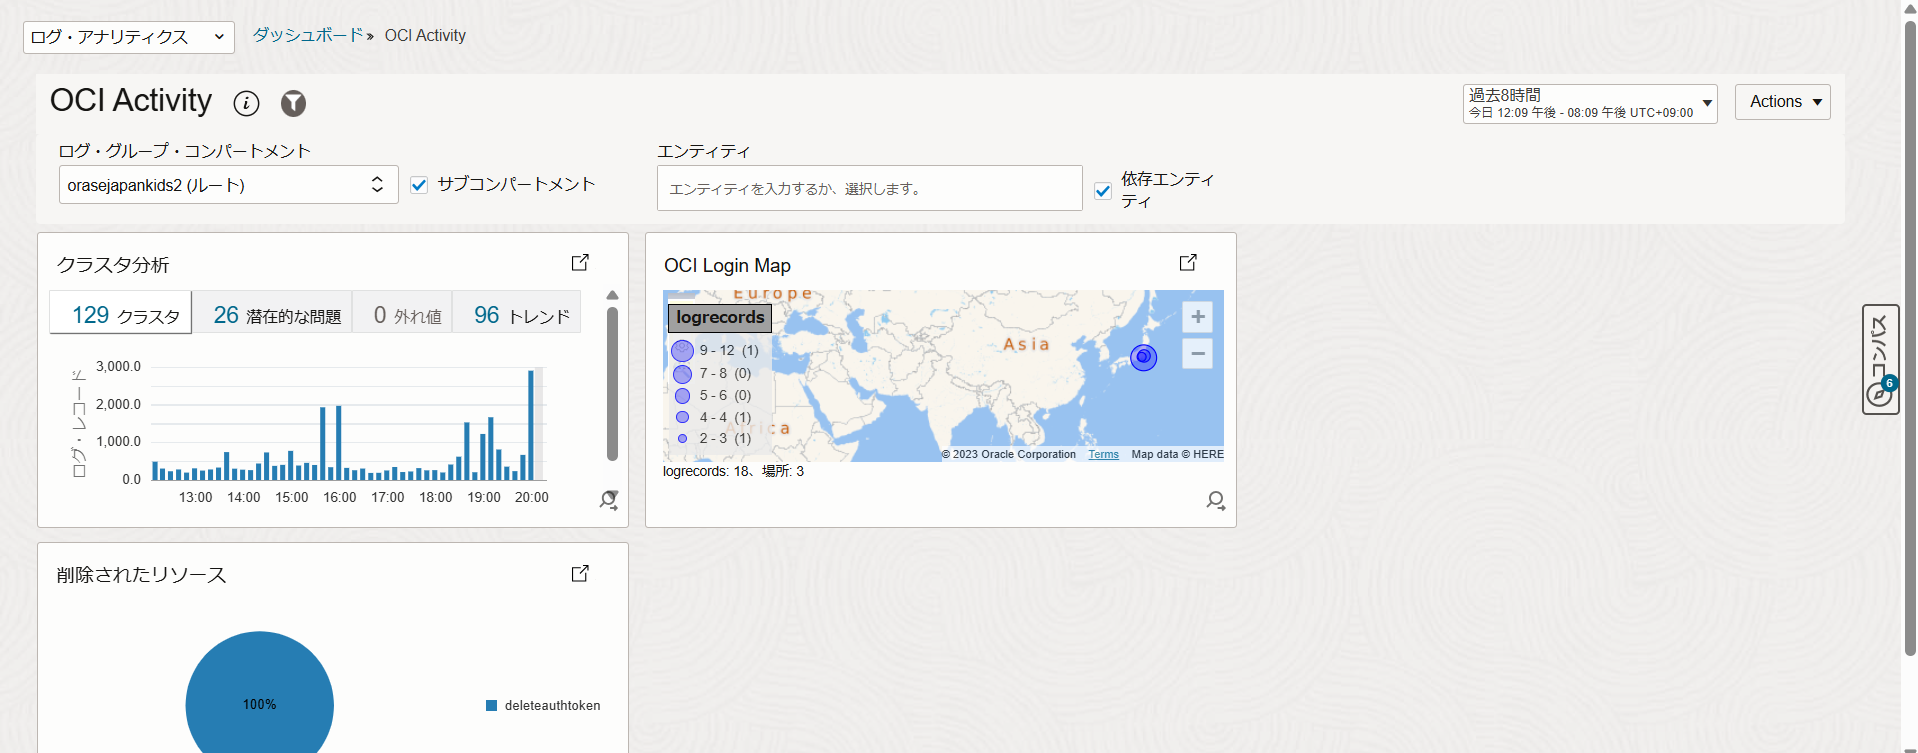 ログ・アナリティクス
ダッシュボード» OCI Activity
OCI Activity
過去8時間
今日 12:09 午後 - 08:09 午後 UTC+09:00
Actions
ログ・グループ・コンパートメント
orasejapankids2 (ルート)
サブコンパートメント
エンティティ
エンティティを入力するか、選択します。
依存エンティ
ティ
クラスタ分析
129 クラスタ
26 潜在的な問題
0 外れ値
96 トレンド
ログ・レコード
3,000.0
2,000.0
1,000.0
0.0
13:00 14:00 15:00 16:00 17:00 18:00 19:00 20:00
OCI Login Map
Europe
Asia
Africa
logrecords
9 - 12 (1)
7 - 8 (0)
5 - 6 (0)
4 - 4 (1)
2 - 3 (1)
+
−
© 2023 Oracle Corporation Terms Map data © HERE
logrecords: 18、場所: 3
コンパス
6
削除されたリソース
100%
deleteauthtoken